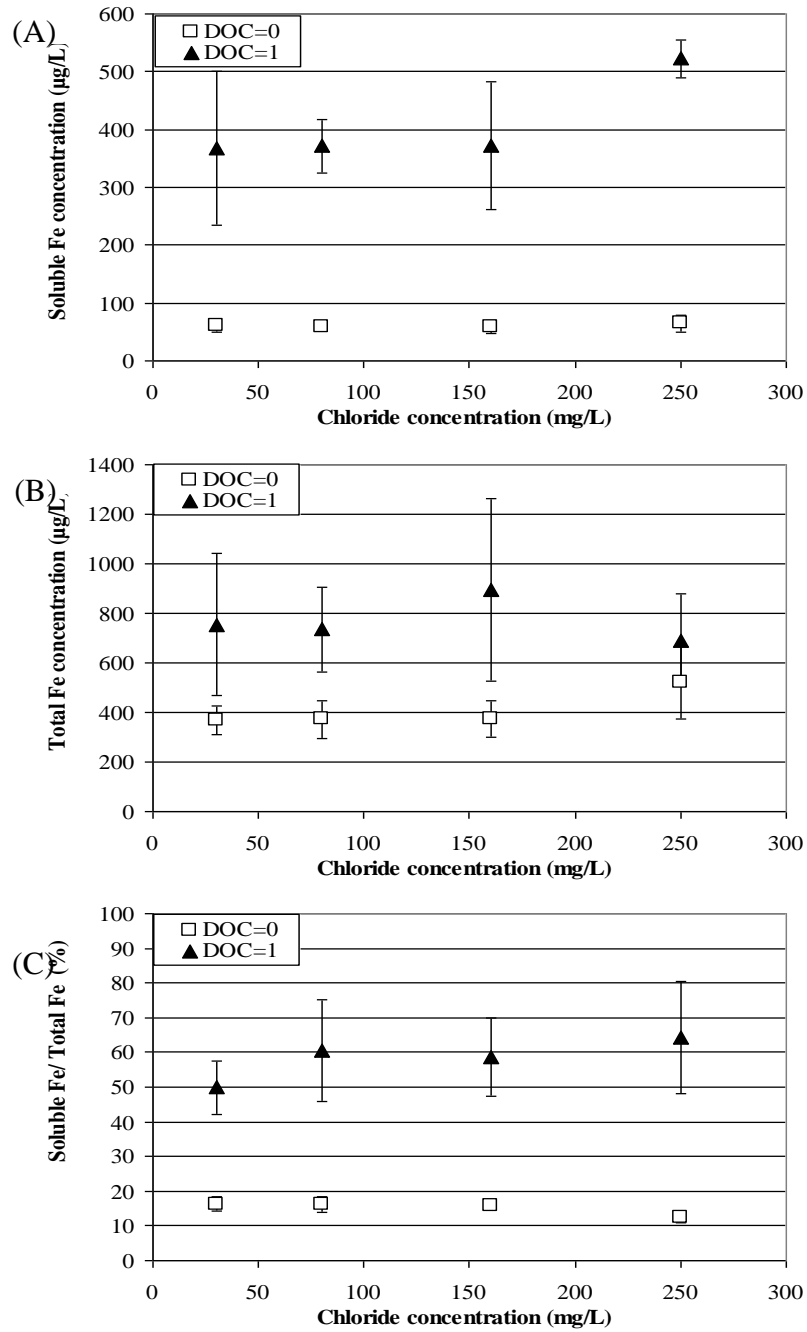 (A)
Soluble Fe concentration (µg/L)
600
500
400
300
200
100
0
DOC=0
DOC=1
0 50 100 150 200 250 300
Chloride concentration (mg/L)
(B)
Total Fe concentration (µg/L)
1400
1200
1000
800
600
400
200
0
DOC=0
DOC=1
0 50 100 150 200 250 300
Chloride concentration (mg/L)
(C)
Soluble Fe/ Total Fe (%)
100
90
80
70
60
50
40
30
20
10
0
DOC=0
DOC=1
0 50 100 150 200 250 300
Chloride concentration (mg/L)